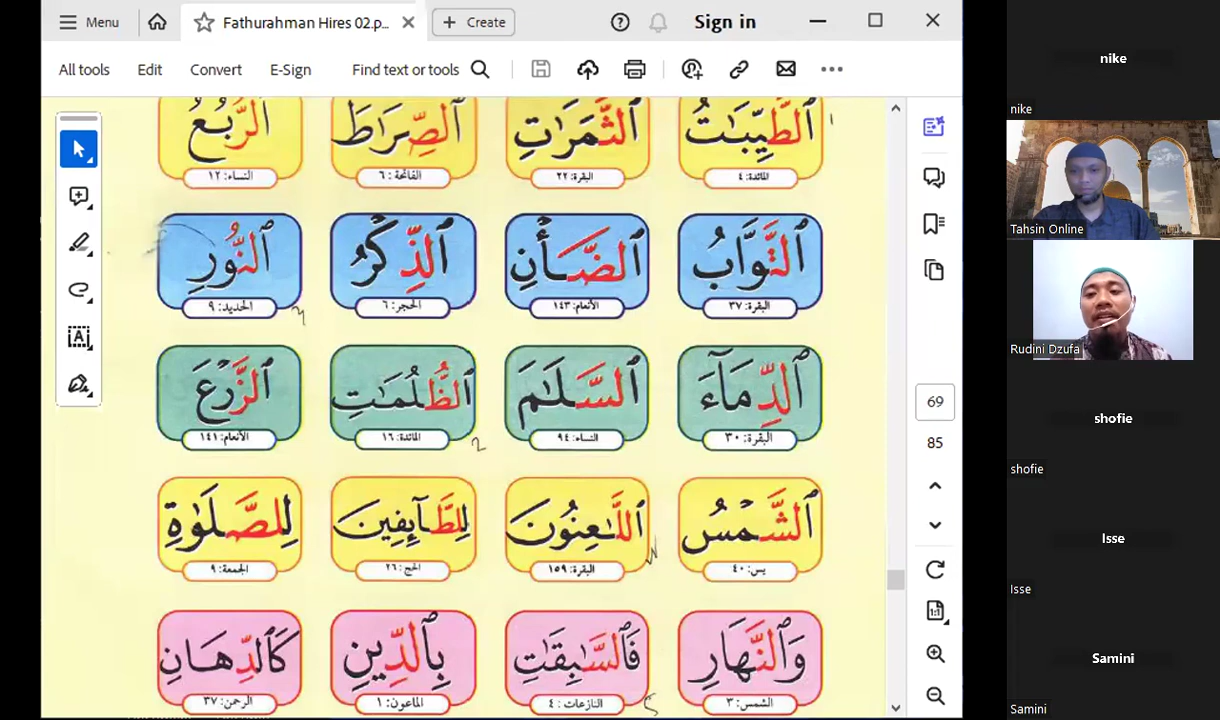 Menu
Fathurahman Hires 02.p...
Create
Sign in
All tools
Edit
Convert
E-Sign
Find text or tools
ٱلطَّيِّبَٰتُ ٱلثَّمَرَٰتِ ٱلصِّرَاطَ ٱلرُّبُعُ
المائدة: ٤ البقرة: ٢٢ الفاتحة: ٦ النساء: ١٢
ٱلتَّوَّابُ ٱلضَّأْنِ ٱلذِّكْرُ ٱلنُّورِ
البقرة: ٣٧ الأنعام: ١٤٣ الحجر: ٦ الحديد: ٩
ٱلدِّمَآءَ ٱلسَّلَٰمَ ٱلظُّلُمَٰتِ ٱلزَّرْعَ
البقرة: ٣٠ النساء: ٩٤ المائدة: ١٦ الأنعام: ١٤١
ٱلشَّمْسُ ٱللَّٰعِنُونَ لِلطَّآئِفِينَ لِلصَّلَوٰةِ
يس: ٤٠ البقرة: ١٥٩ الحج: ٢٦ الجمعة: ٩
وَٱلنَّهَارِ فَٱلسَّٰبِقَٰتِ بِٱلدِّينِ كَٱلدِّهَانِ
الشمس: ٣ النازعات: ٤ الماعون: ١ الرحمن: ٣٧
69
85
1:1
nike
nike
Tahsin Online
Rudini Dzufa
shofie
shofie
Isse
Isse
Samini
Samini